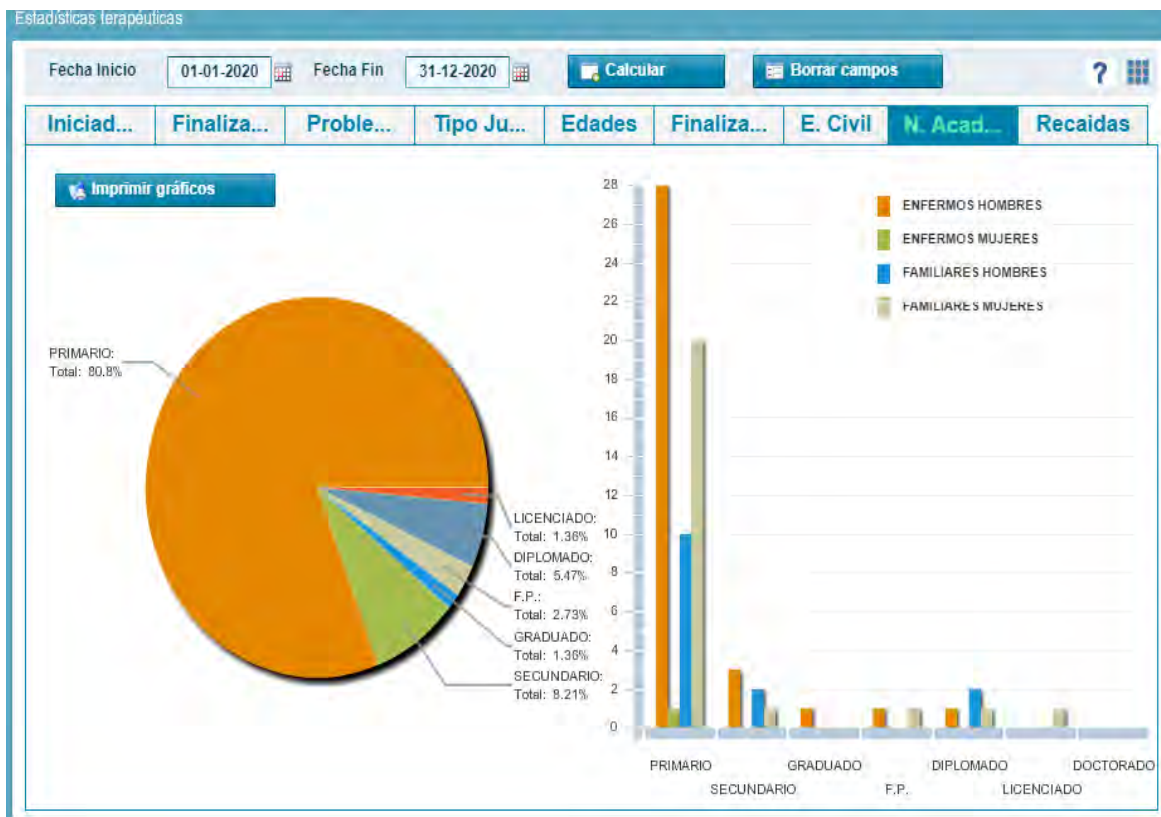 Estadísticas terapéuticas
Fecha Inicio 01-01-2020 Fecha Fin 31-12-2020 Calcular Borrar campos ?
Iniciad... Finaliza... Proble... Tipo Ju... Edades Finaliza... E. Civil N. Acad... Recaidas
Imprimir gráficos
PRIMARIO:
Total: 80.8%
LICENCIADO:
Total: 1.36%
DIPLOMADO:
Total: 5.47%
F.P.:
Total: 2.73%
GRADUADO:
Total: 1.36%
SECUNDARIO:
Total: 8.21%
28
26
24
22
20
18
16
14
12
10
8
6
4
2
0
ENFERMOS HOMBRES
ENFERMOS MUJERES
FAMILIARES HOMBRES
FAMILIARES MUJERES
PRIMARIO GRADUADO DIPLOMADO DOCTORADO
SECUNDARIO F.P. LICENCIADO